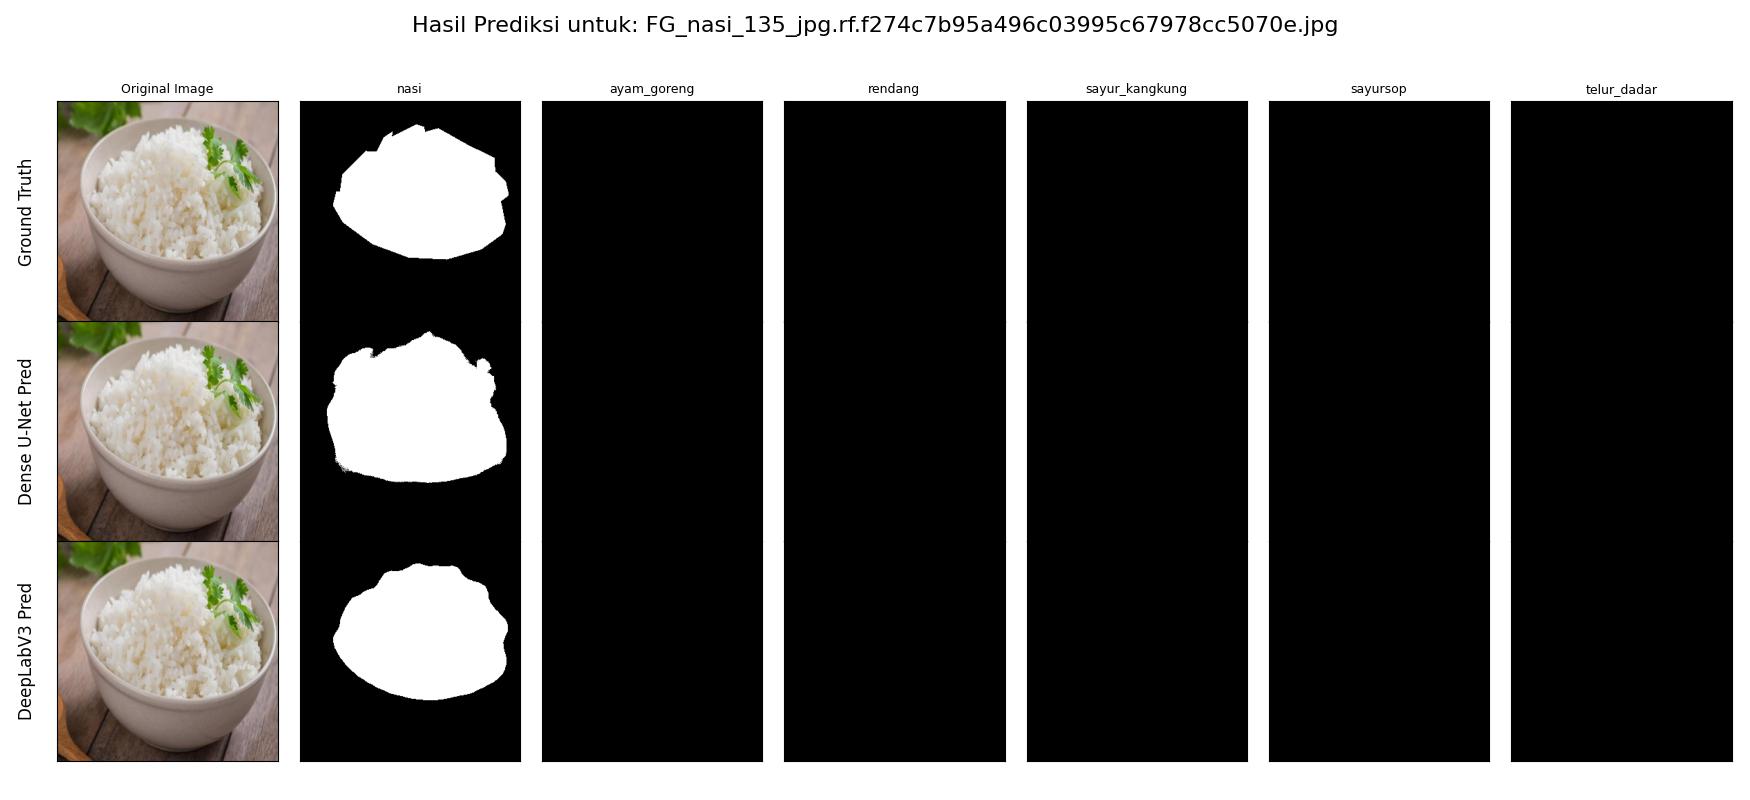 Hasil Prediksi untuk: FG_nasi_135_jpg.rf.f274c7b95a496c03995c67978cc5070e.jpg
Original Image
nasi
ayam_goreng
rendang
sayur_kangkung
sayursop
telur_dadar
Ground Truth
Dense U-Net Pred
DeepLabV3 Pred